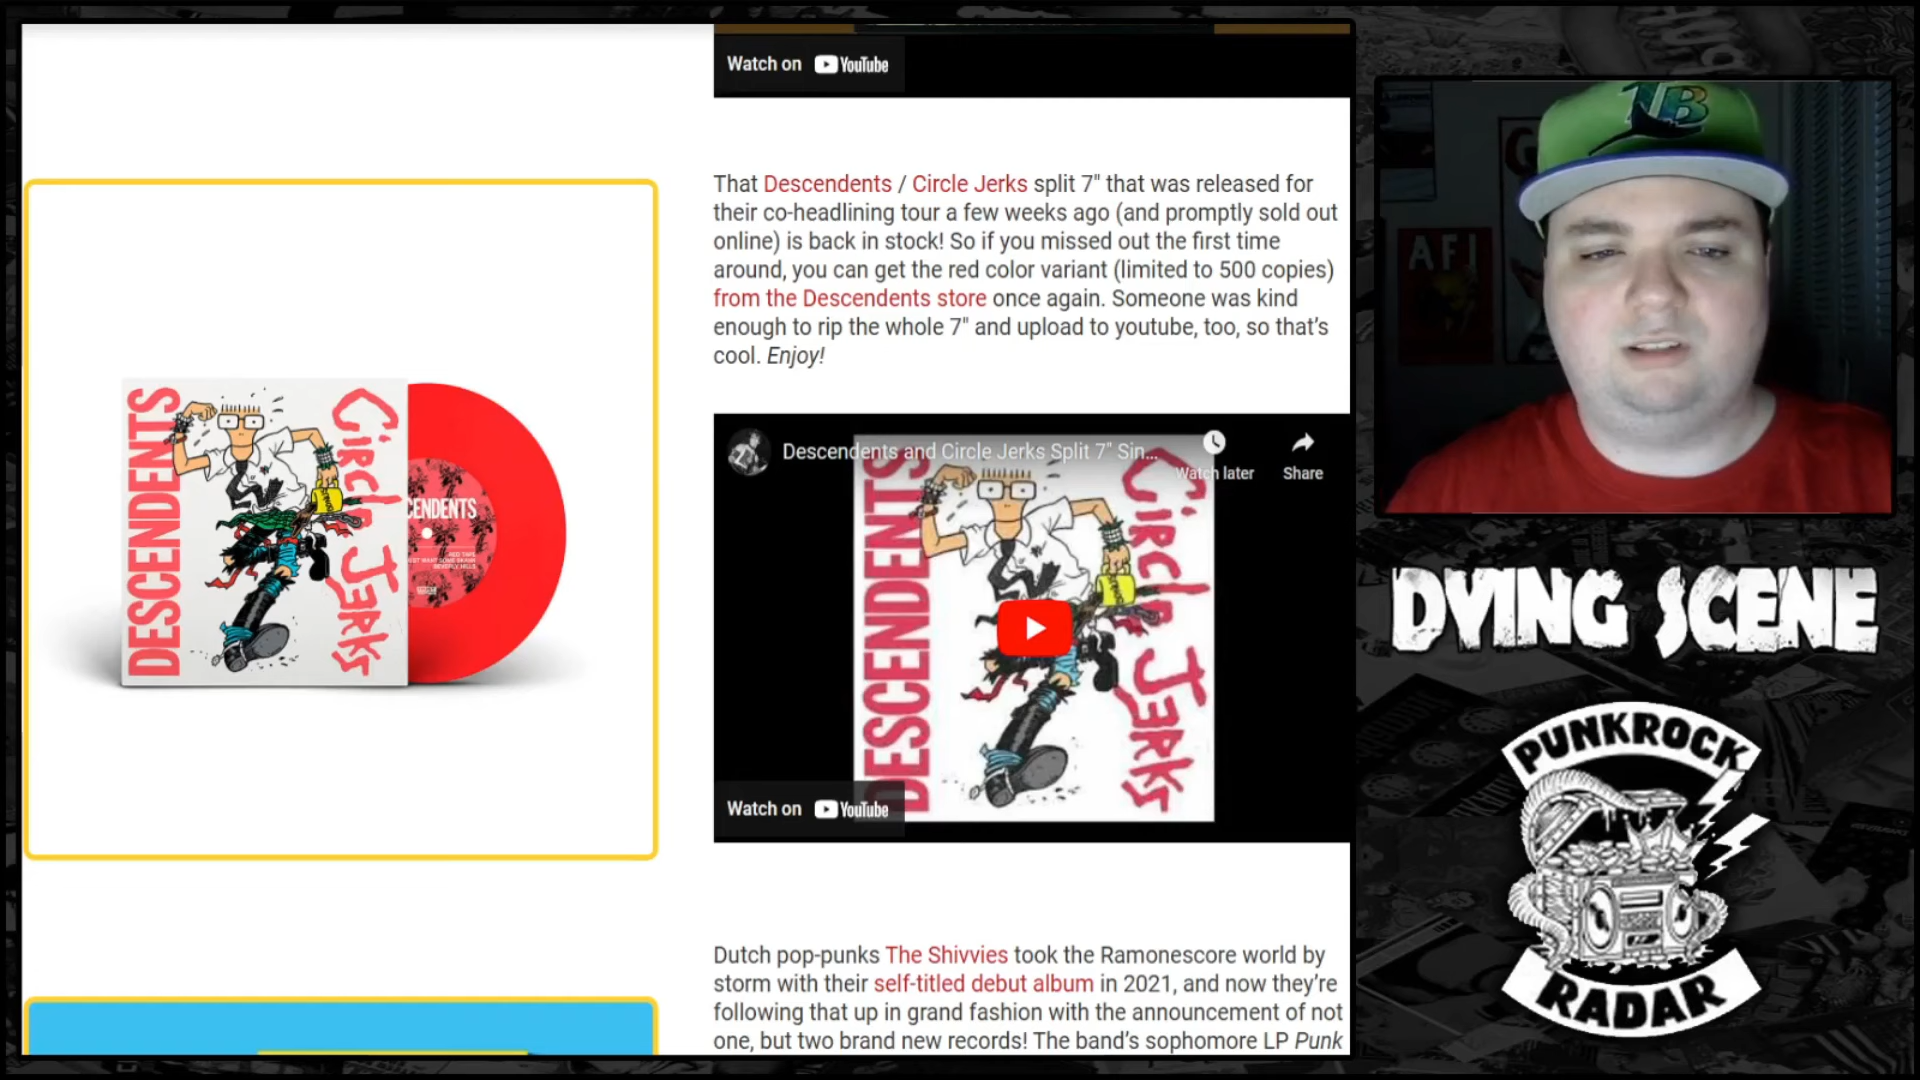 Watch on YouTube
That Descendents / Circle Jerks split 7" that was released for
their co-headlining tour a few weeks ago (and promptly sold out
online) is back in stock! So if you missed out the first time
around, you can get the red color variant (limited to 500 copies)
from the Descendents store once again. Someone was kind
enough to rip the whole 7" and upload to youtube, too, so that's
cool. Enjoy!
DESCENDENTS
Circle Jerks
CENDENTS
RED TAPE
BEVERLY HILLS
Descendents and Circle Jerks Split 7" Sin...
Watch later
Share
DESCENDENTS
Circle Jerks
Watch on YouTube
Dutch pop-punks The Shivvies took the Ramonescore world by
storm with their self-titled debut album in 2021, and now they're
following that up in grand fashion with the announcement of not
one, but two brand new records! The band's sophomore LP Punk
TB
AFI
DYING SCENE
PUNKROCK
RADAR